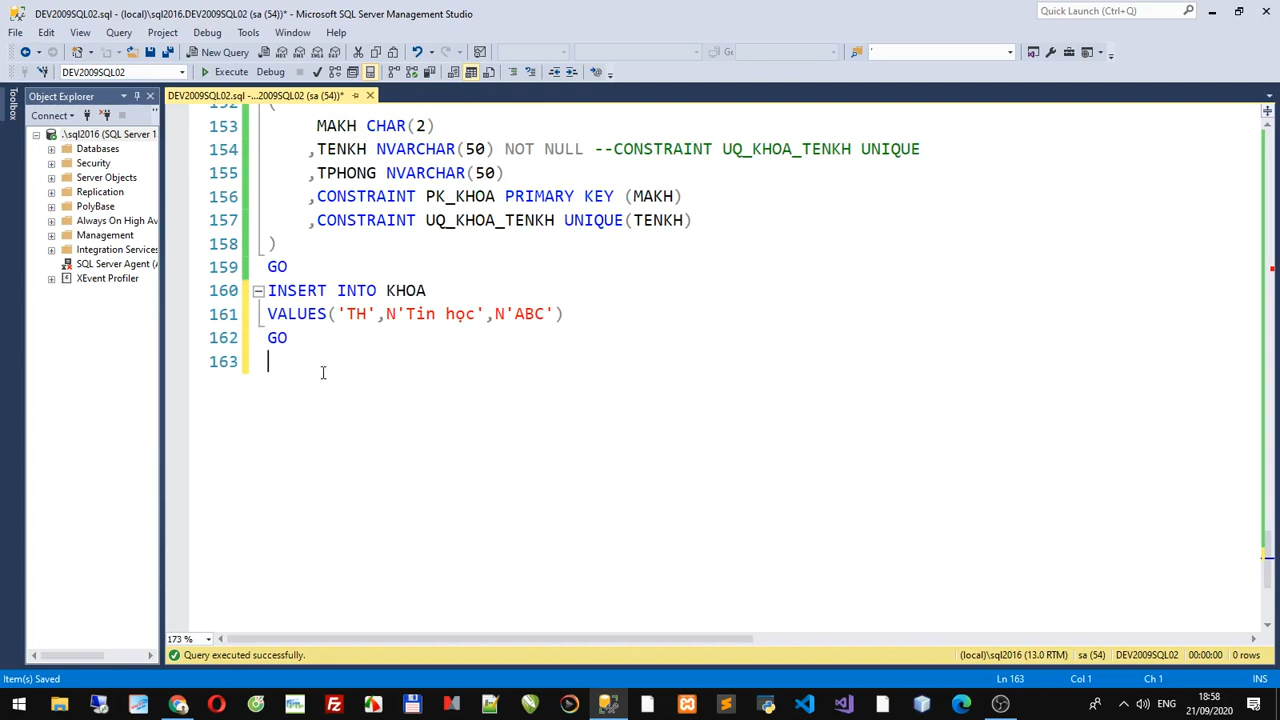 DEV2009SQL02.sql - (local)\sql2016.DEV2009SQL02 (sa (54))* - Microsoft SQL Server Management Studio
Quick Launch (Ctrl+Q)
File Edit View Query Project Debug Tools Window Help
New Query
DEV2009SQL02 Execute Debug
Toolbox
Object Explorer
DEV2009SQL02.sql -...2009SQL02 (sa (54))*
Connect
.\sql2016 (SQL Server 1
Databases
Security
Server Objects
Replication
PolyBase
Always On High Av
Management
Integration Services
SQL Server Agent (A
XEvent Profiler
152 (
153 MAKH CHAR(2)
154 ,TENKH NVARCHAR(50) NOT NULL --CONSTRAINT UQ_KHOA_TENKH UNIQUE
155 ,TPHONG NVARCHAR(50)
156 ,CONSTRAINT PK_KHOA PRIMARY KEY (MAKH)
157 ,CONSTRAINT UQ_KHOA_TENKH UNIQUE(TENKH)
158 )
159 GO
160 INSERT INTO KHOA
161 VALUES('TH',N'Tin học',N'ABC')
162 GO
163
173 %
Query executed successfully. (local)\sql2016 (13.0 RTM) sa (54) DEV2009SQL02 00:00:00 0 rows
Item(s) Saved Ln 163 Col 1 Ch 1 INS
ENG
18:58
21/09/2020